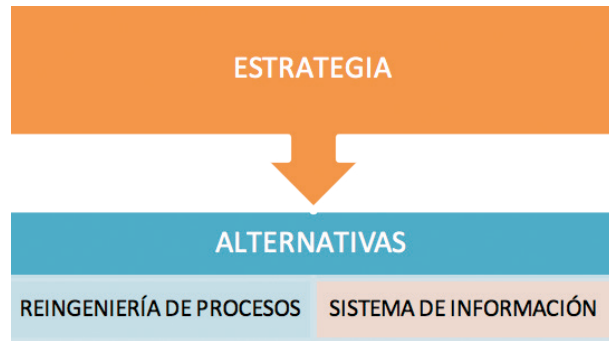 ESTRATEGIA
ALTERNATIVAS
REINGENIERÍA DE PROCESOS
SISTEMA DE INFORMACIÓN